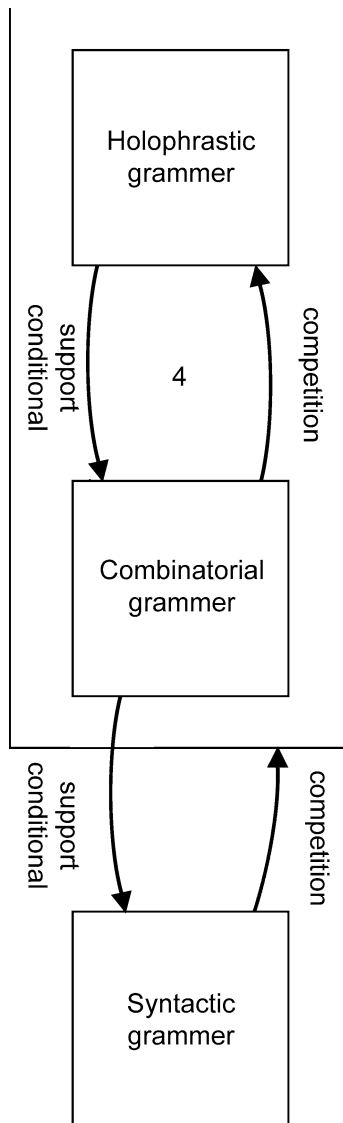 Holophrastic
grammer
support
conditional
4
competition
Combinatorial
grammer
support
conditional
competition
Syntactic
grammer